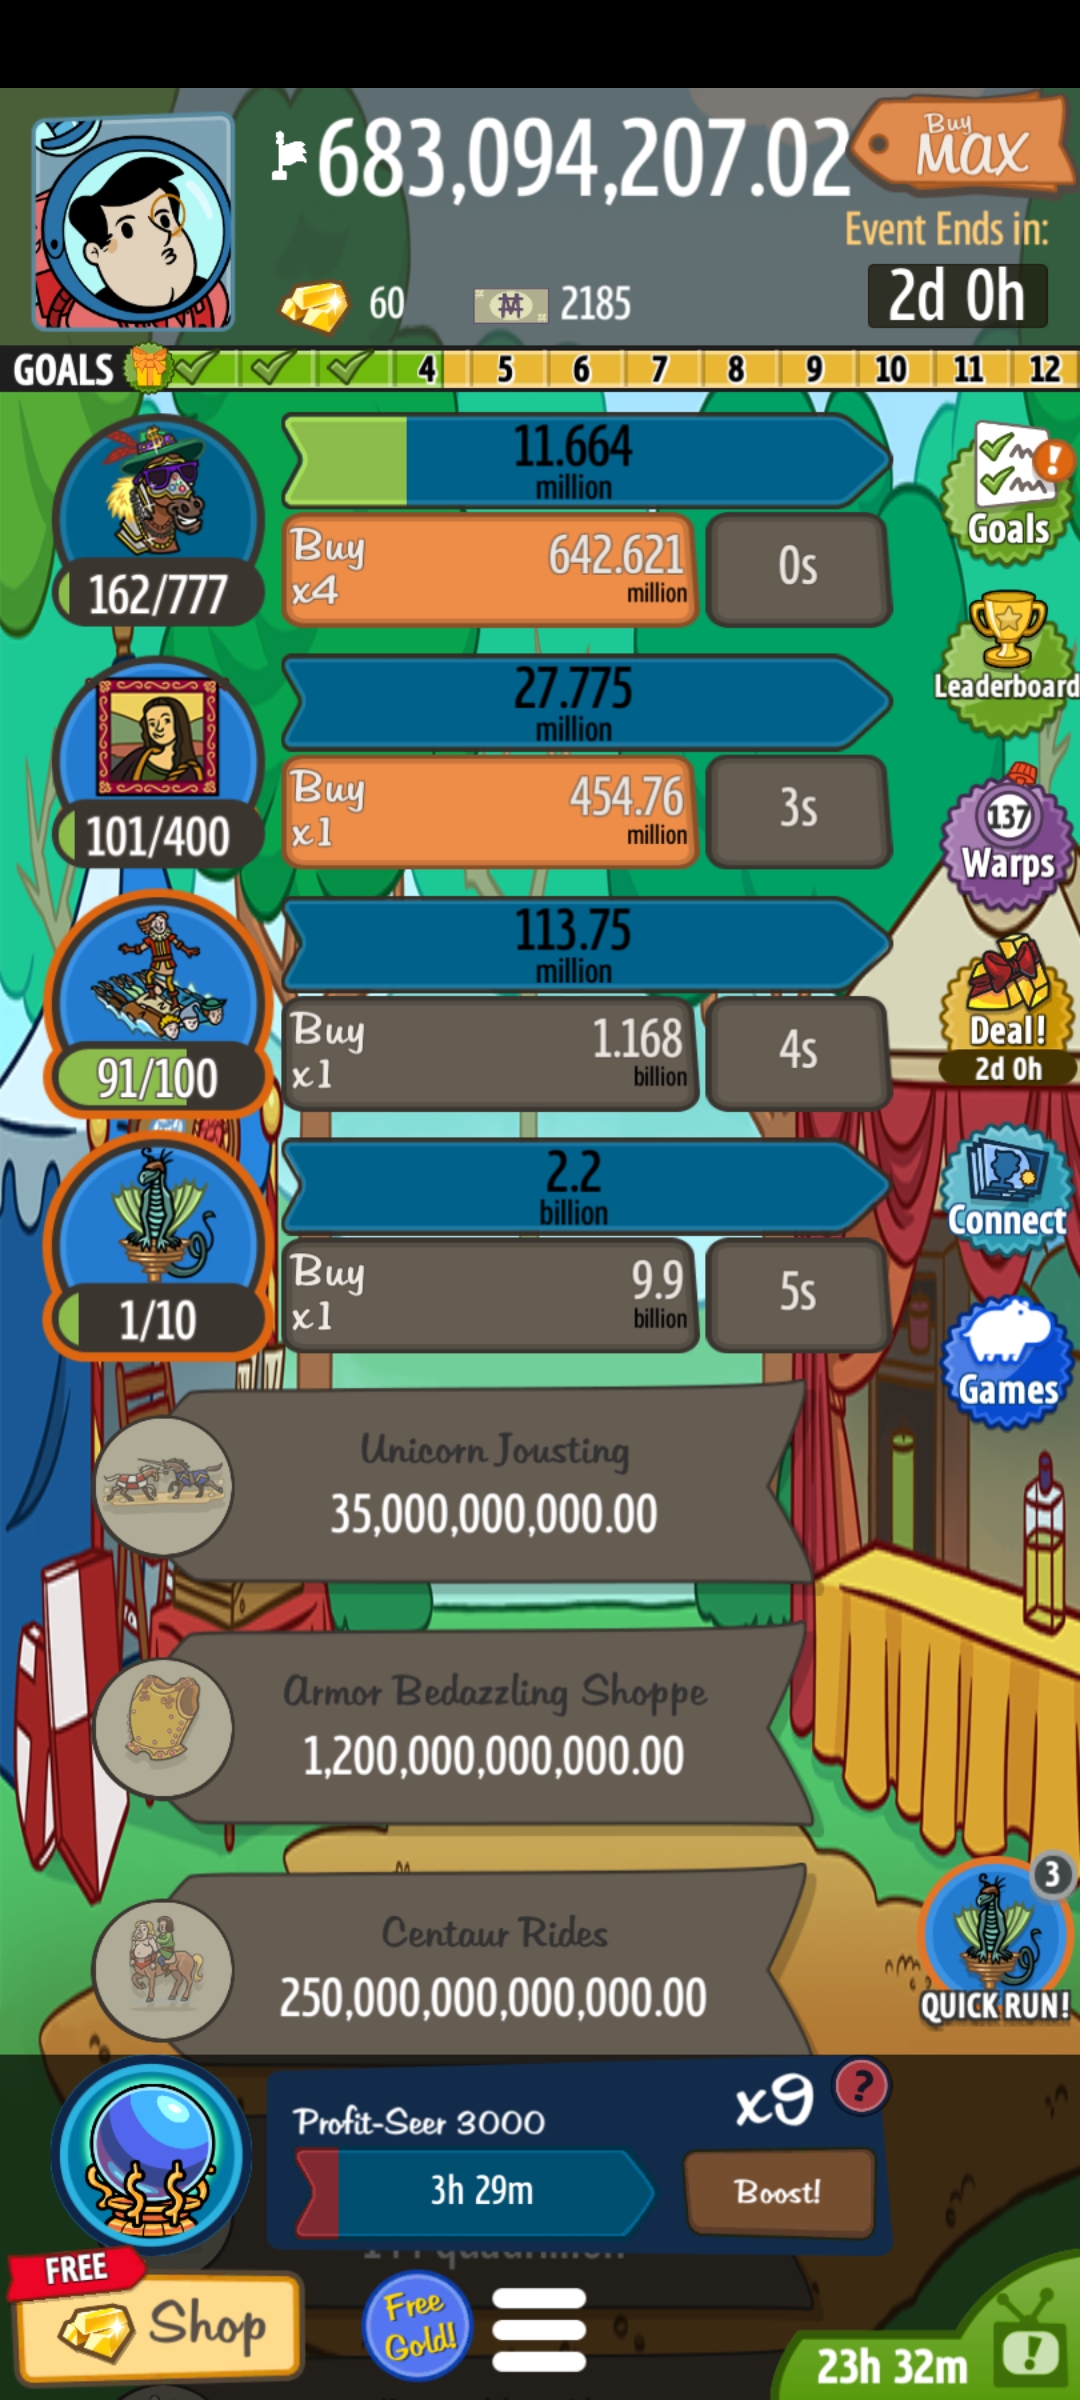 683,094,207.02
Buy
MAX
Event Ends in:
2d 0h
60
2185
GOALS
4 5 6 7 8 9 10 11 12
11.664
million
162/777
Buy
x4
642.621
million
0s
!
Goals
27.775
million
101/400
Buy
x1
454.76
million
3s
Leaderboard
137
Warps
113.75
million
91/100
Buy
x1
1.168
billion
4s
Deal!
2d 0h
2.2
billion
1/10
Buy
x1
9.9
billion
5s
Connect
Games
Unicorn Jousting
35,000,000,000.00
Armor Bedazzling Shoppe
1,200,000,000,000.00
Centaur Rides
250,000,000,000,000.00
3
QUICK RUN!
Profit-Seer 3000
x9
?
3h 29m
Boost!
FREE
Shop
Free
Gold!
23h 32m
!